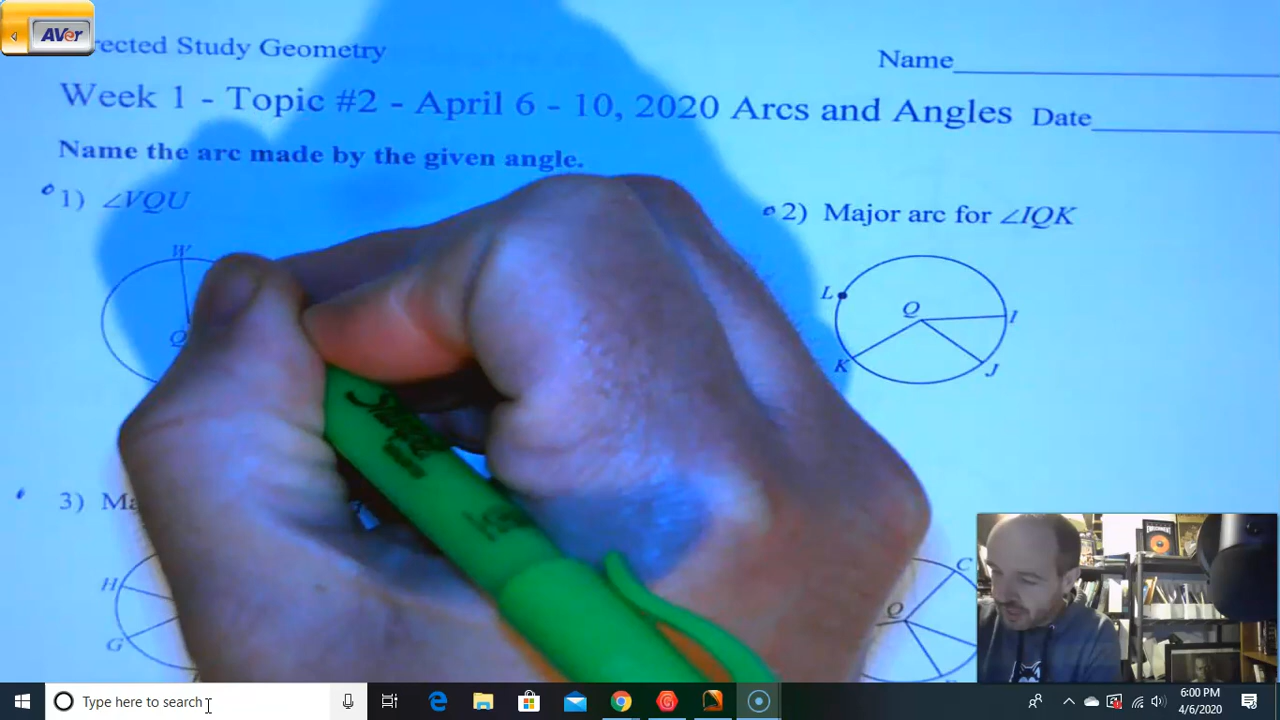 AVer
rected Study Geometry
Name
Week 1 - Topic #2 - April 6 - 10, 2020 Arcs and Angles Date
Name the arc made by the given angle.
1) ∠VQU
2) Major arc for ∠IQK
W
Q
L
Q
I
K
J
3) Ma
H
G
Q
C
Sharpie
Type here to search
6:00 PM
4/6/2020